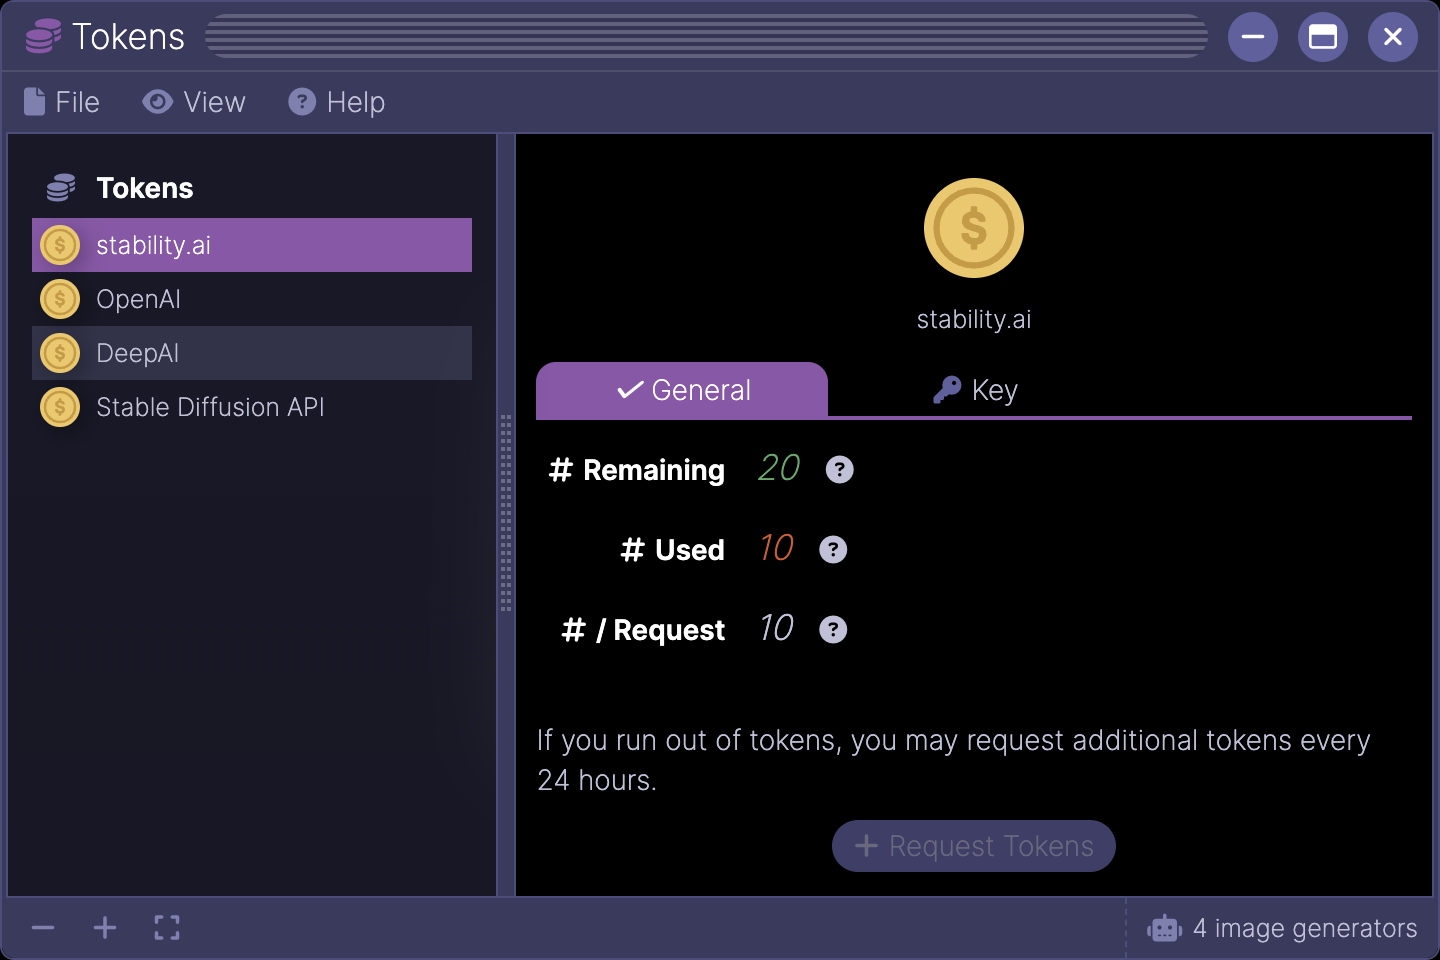 Tokens
File View Help
Tokens
stability.ai
OpenAI
DeepAI
Stable Diffusion API
stability.ai
General Key
# Remaining 20 ?
# Used 10 ?
# / Request 10 ?
If you run out of tokens, you may request additional tokens every
24 hours.
+ Request Tokens
4 image generators